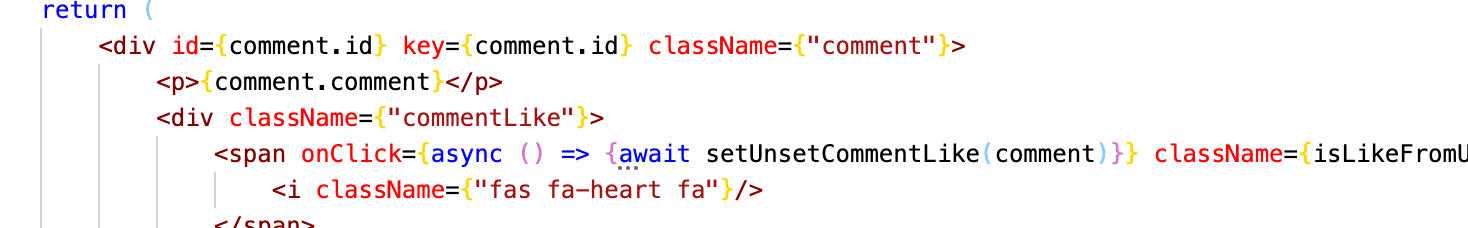 return (
<div id={comment.id} key={comment.id} className={"comment"}>
<p>{comment.comment}</p>
<div className={"commentLike"}>
<span onClick={async () => {await setUnsetCommentLike(comment)}} className={isLikeFromU
<i className={"fas fa-heart fa"}/>
</span>